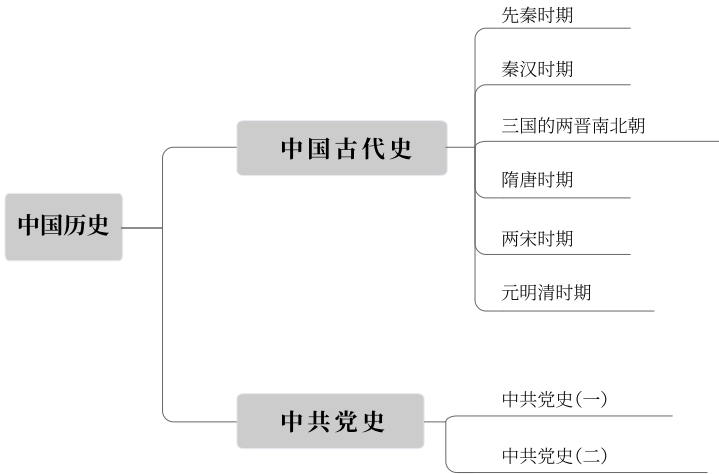 中国历史
中国古代史
先秦时期
秦汉时期
三国的两晋南北朝
隋唐时期
两宋时期
元明清时期
中共党史
中共党史(一)
中共党史(二)